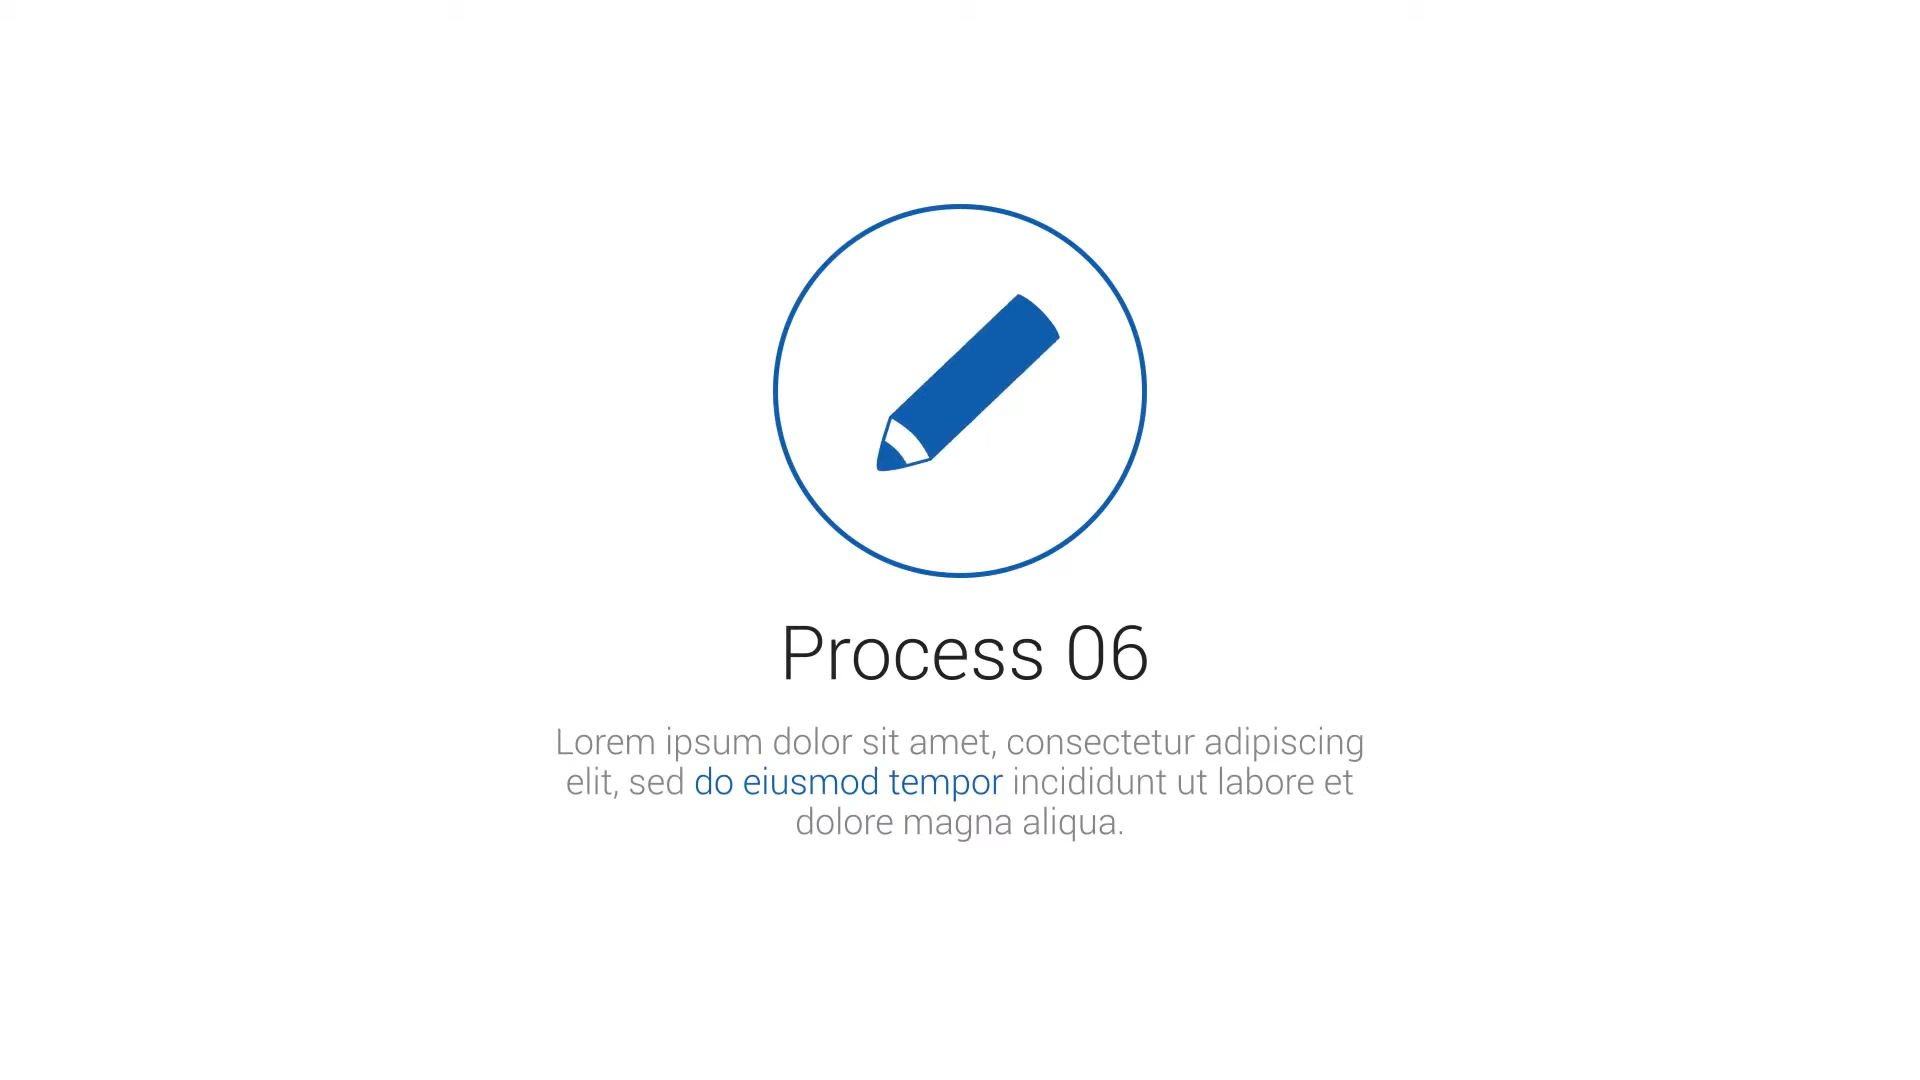 Process 06
Lorem ipsum dolor sit amet, consectetur adipiscing
elit, sed do eiusmod tempor incididunt ut labore et
dolore magna aliqua.